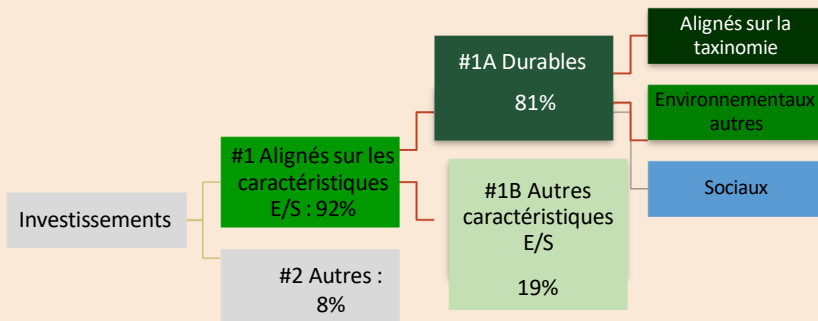 Investissements
#1 Alignés sur les
caractéristiques
E/S : 92%
#2 Autres :
8%
#1A Durables
81%
#1B Autres
caractéristiques
E/S
19%
Alignés sur la
taxinomie
Environnementaux
autres
Sociaux